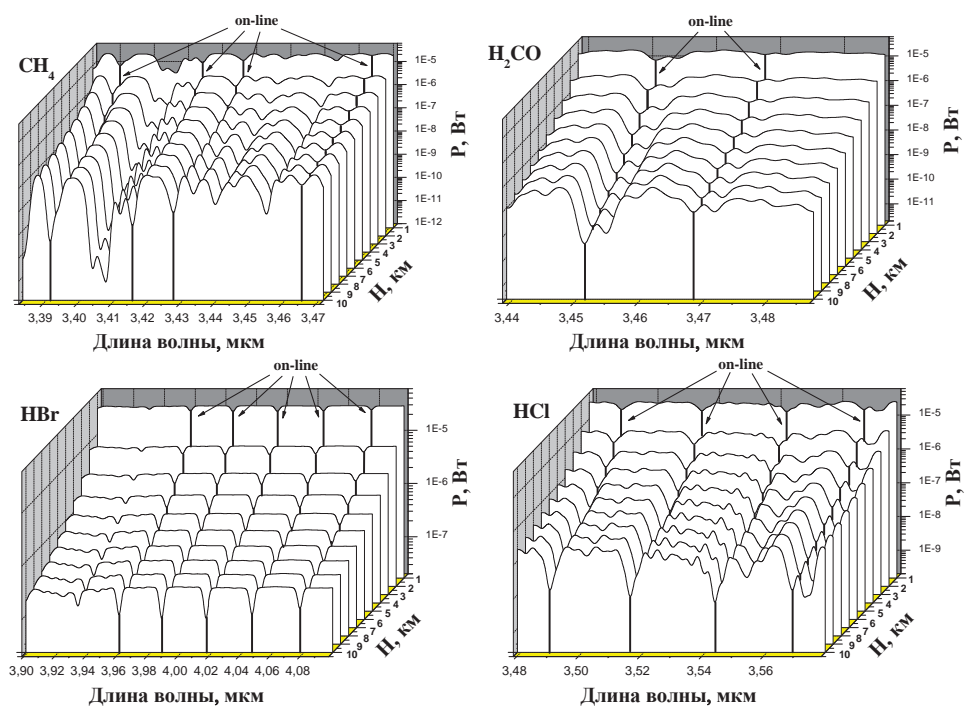 on-line
CH4
1E-5
1E-6
1E-7
1E-8
1E-9
1E-10
1E-11
1E-12
P, Вт
1
2
3
4
5
6
7
8
9
10
H, км
3,39 3,40 3,41 3,42 3,43 3,44 3,45 3,46 3,47
Длина волны, мкм
on-line
H2CO
1E-5
1E-6
1E-7
1E-8
1E-9
1E-10
1E-11
P, Вт
1
2
3
4
5
6
7
8
9
10
H, км
3,44 3,45 3,46 3,47 3,48
Длина волны, мкм
on-line
HBr
1E-5
1E-6
1E-7
P, Вт
1
2
3
4
5
6
7
8
9
10
H, км
3,90 3,92 3,94 3,96 3,98 4,00 4,02 4,04 4,06 4,08
Длина волны, мкм
on-line
HCl
1E-5
1E-6
1E-7
1E-8
1E-9
P, Вт
1
2
3
4
5
6
7
8
9
10
H, км
3,48 3,50 3,52 3,54 3,56
Длина волны, мкм